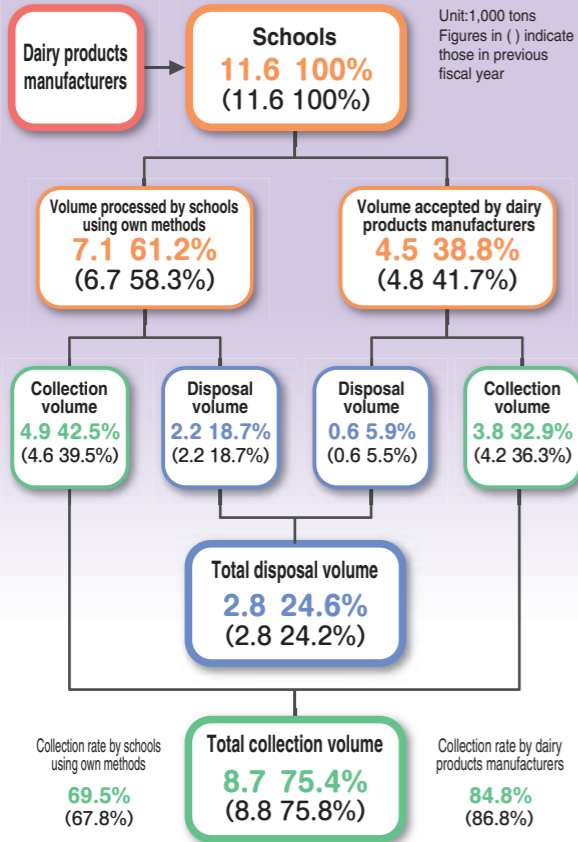 Dairy products
manufacturers
Schools
11.6 100%
(11.6 100%)
Unit:1,000 tons
Figures in ( ) indicate
those in previous
fiscal year
Volume processed by schools
using own methods
7.1 61.2%
(6.7 58.3%)
Volume accepted by dairy
products manufacturers
4.5 38.8%
(4.8 41.7%)
Collection
volume
4.9 42.5%
(4.6 39.5%)
Disposal
volume
2.2 18.7%
(2.2 18.7%)
Disposal
volume
0.6 5.9%
(0.6 5.5%)
Collection
volume
3.8 32.9%
(4.2 36.3%)
Total disposal volume
2.8 24.6%
(2.8 24.2%)
Collection rate by schools
using own methods
69.5%
(67.8%)
Total collection volume
8.7 75.4%
(8.8 75.8%)
Collection rate by dairy
products manufacturers
84.8%
(86.8%)